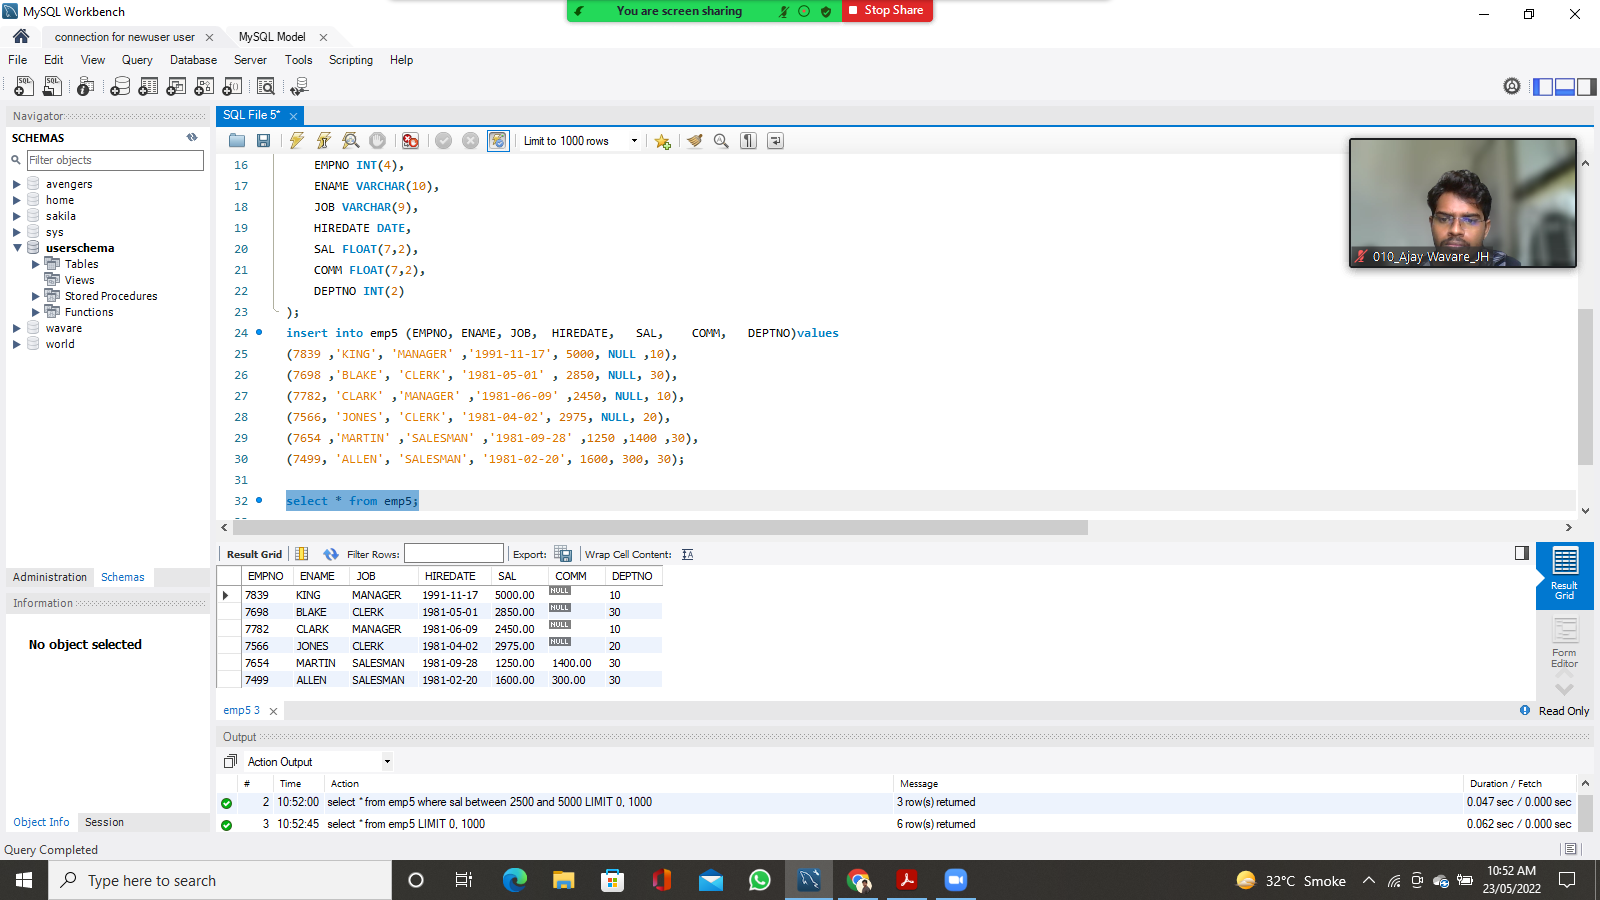 MySQL Workbench
You are screen sharing
Stop Share
connection for newuser user
MySQL Model
File Edit View Query Database Server Tools Scripting Help
Navigator
SCHEMAS
Filter objects
avengers
home
sakila
sys
userschema
Tables
Views
Stored Procedures
Functions
wavare
world
Administration Schemas
Information
No object selected
Object Info Session
SQL File 5*
Limit to 1000 rows
16 EMPNO INT(4),
17 ENAME VARCHAR(10),
18 JOB VARCHAR(9),
19 HIREDATE DATE,
20 SAL FLOAT(7,2),
21 COMM FLOAT(7,2),
22 DEPTNO INT(2)
23 );
24 insert into emp5 (EMPNO, ENAME, JOB, HIREDATE, SAL, COMM, DEPTNO)values
25 (7839 ,'KING', 'MANAGER' ,'1991-11-17', 5000, NULL ,10),
26 (7698 ,'BLAKE', 'CLERK', '1981-05-01' , 2850, NULL, 30),
27 (7782, 'CLARK' ,'MANAGER' ,'1981-06-09' ,2450, NULL, 10),
28 (7566, 'JONES', 'CLERK', '1981-04-02', 2975, NULL, 20),
29 (7654 ,'MARTIN' ,'SALESMAN' ,'1981-09-28' ,1250 ,1400 ,30),
30 (7499, 'ALLEN', 'SALESMAN', '1981-02-20', 1600, 300, 30);
31
32 select * from emp5;
010_Ajay Wavare_JH
Result Grid Filter Rows: Export: Wrap Cell Content:
EMPNO ENAME JOB HIREDATE SAL COMM DEPTNO
7839 KING MANAGER 1991-11-17 5000.00 NULL 10
7698 BLAKE CLERK 1981-05-01 2850.00 NULL 30
7782 CLARK MANAGER 1981-06-09 2450.00 NULL 10
7566 JONES CLERK 1981-04-02 2975.00 NULL 20
7654 MARTIN SALESMAN 1981-09-28 1250.00 1400.00 30
7499 ALLEN SALESMAN 1981-02-20 1600.00 300.00 30
Result
Grid
Form
Editor
emp5 3
Read Only
Output
Action Output
# Time Action Message Duration / Fetch
2 10:52:00 select * from emp5 where sal between 2500 and 5000 LIMIT 0, 1000 3 row(s) returned 0.047 sec / 0.000 sec
3 10:52:45 select * from emp5 LIMIT 0, 1000 6 row(s) returned 0.062 sec / 0.000 sec
Query Completed
Type here to search
32°C Smoke
10:52 AM
23/05/2022